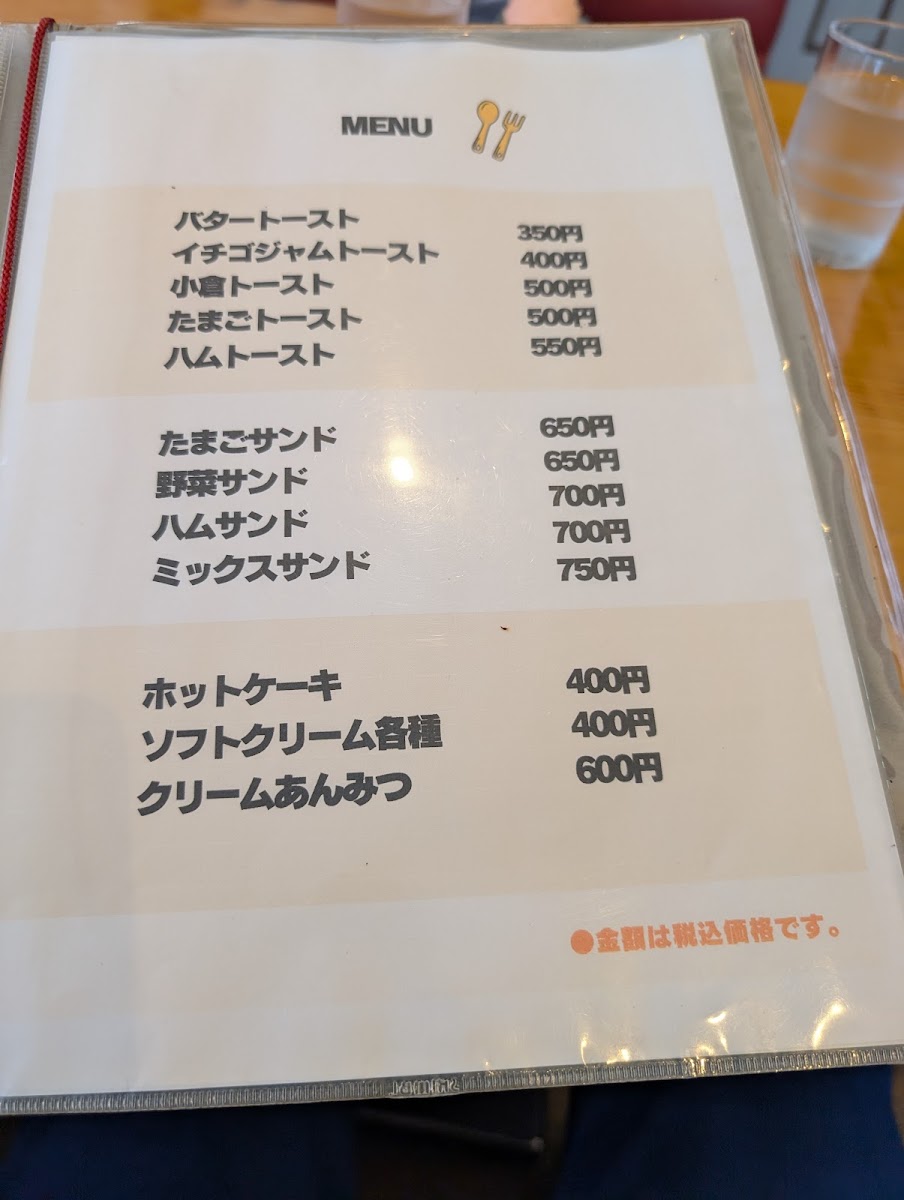 MENU
バタートースト 350円
イチゴジャムトースト 400円
小倉トースト 500円
たまごトースト 500円
ハムトースト 550円
たまごサンド 650円
野菜サンド 650円
700円
ハムサンド 700円
ミックスサンド 750円
ホットケーキ 400円
ソフトクリーム各種 400円
クリームあんみつ 600円
●金額は税込価格です。